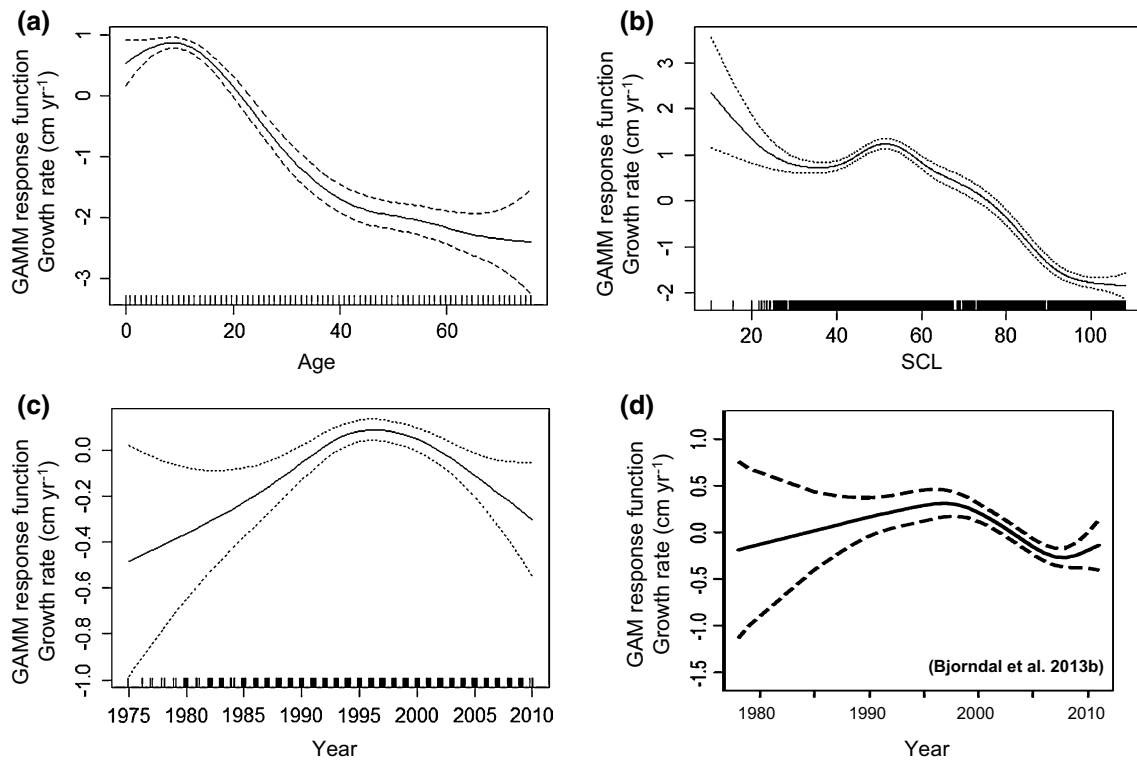 (a)
GAMM response function
Growth rate (cm yr⁻¹)
1
0
-1
-2
-3
0 20 40 60
Age
(b)
GAMM response function
Growth rate (cm yr⁻¹)
3
2
1
0
-1
-2
20 40 60 80 100
SCL
(c)
GAMM response function
Growth rate (cm yr⁻¹)
0.0
-0.2
-0.4
-0.6
-0.8
-1.0
1975 1980 1985 1990 1995 2000 2005 2010
Year
(d)
GAM response function
Growth rate (cm yr⁻¹)
1.0
0.5
0.0
-0.5
-1.0
-1.5
(Bjorndal et al. 2013b)
1980 1990 2000 2010
Year